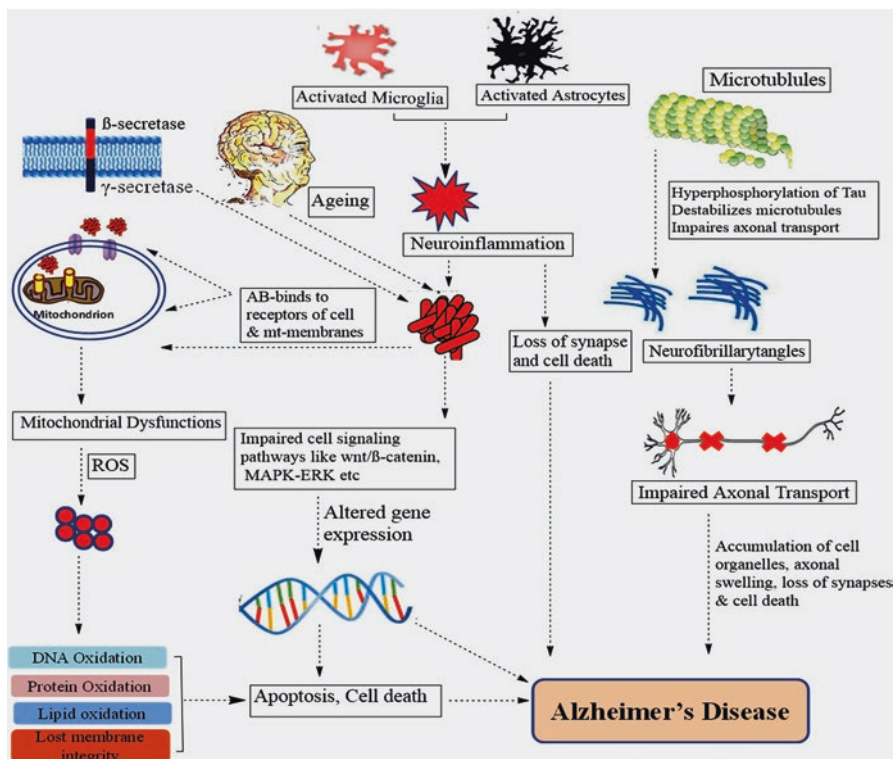 Activated Microglia
Activated Astrocytes
Microtublules
ß-secretase
γ-secretase
Ageing
Neuroinflammation
Hyperphosphorylation of Tau
Destabilizes microtubules
Impaires axonal transport
Mitochondrion
AB-binds to
receptors of cell
& mt-membranes
Loss of synapse
and cell death
Neurofibrillarytangles
Mitochondrial Dysfunctions
Impaired cell signaling
pathways like wnt/ß-catenin,
MAPK-ERK etc
ROS
Impaired Axonal Transport
Altered gene
expression
Accumulation of cell
organelles, axonal
swelling, loss of synapses
& cell death
DNA Oxidation
Protein Oxidation
Lipid oxidation
Lost membrane
integrity
Apoptosis, Cell death
Alzheimer's Disease